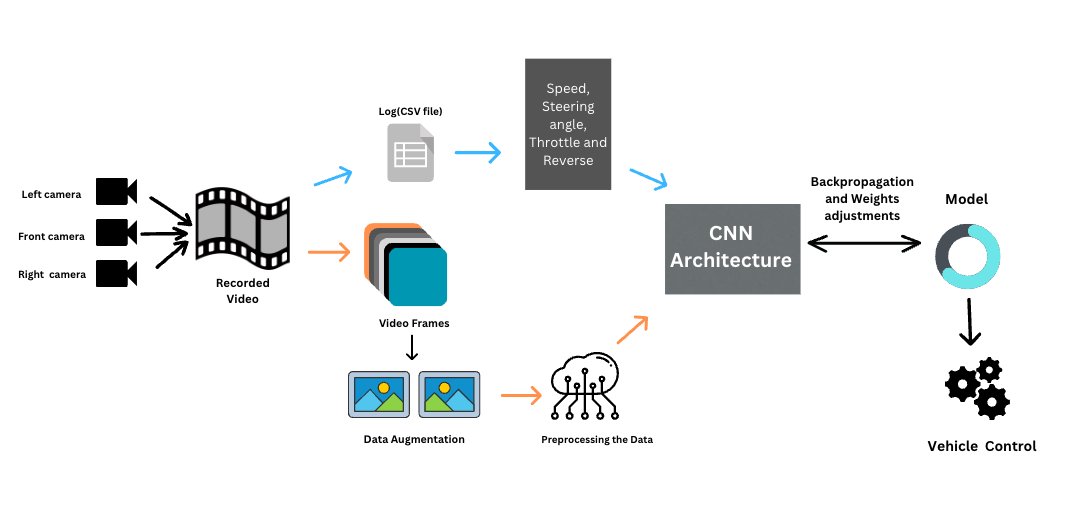 Left camera
Front camera
Right camera
Recorded
Video
Log(CSV file)
Speed,
Steering
angle,
Throttle and
Reverse
Video Frames
Data Augmentation
Preprocessing the Data
CNN
Architecture
Backpropagation
and Weights
adjustments
Model
Vehicle Control